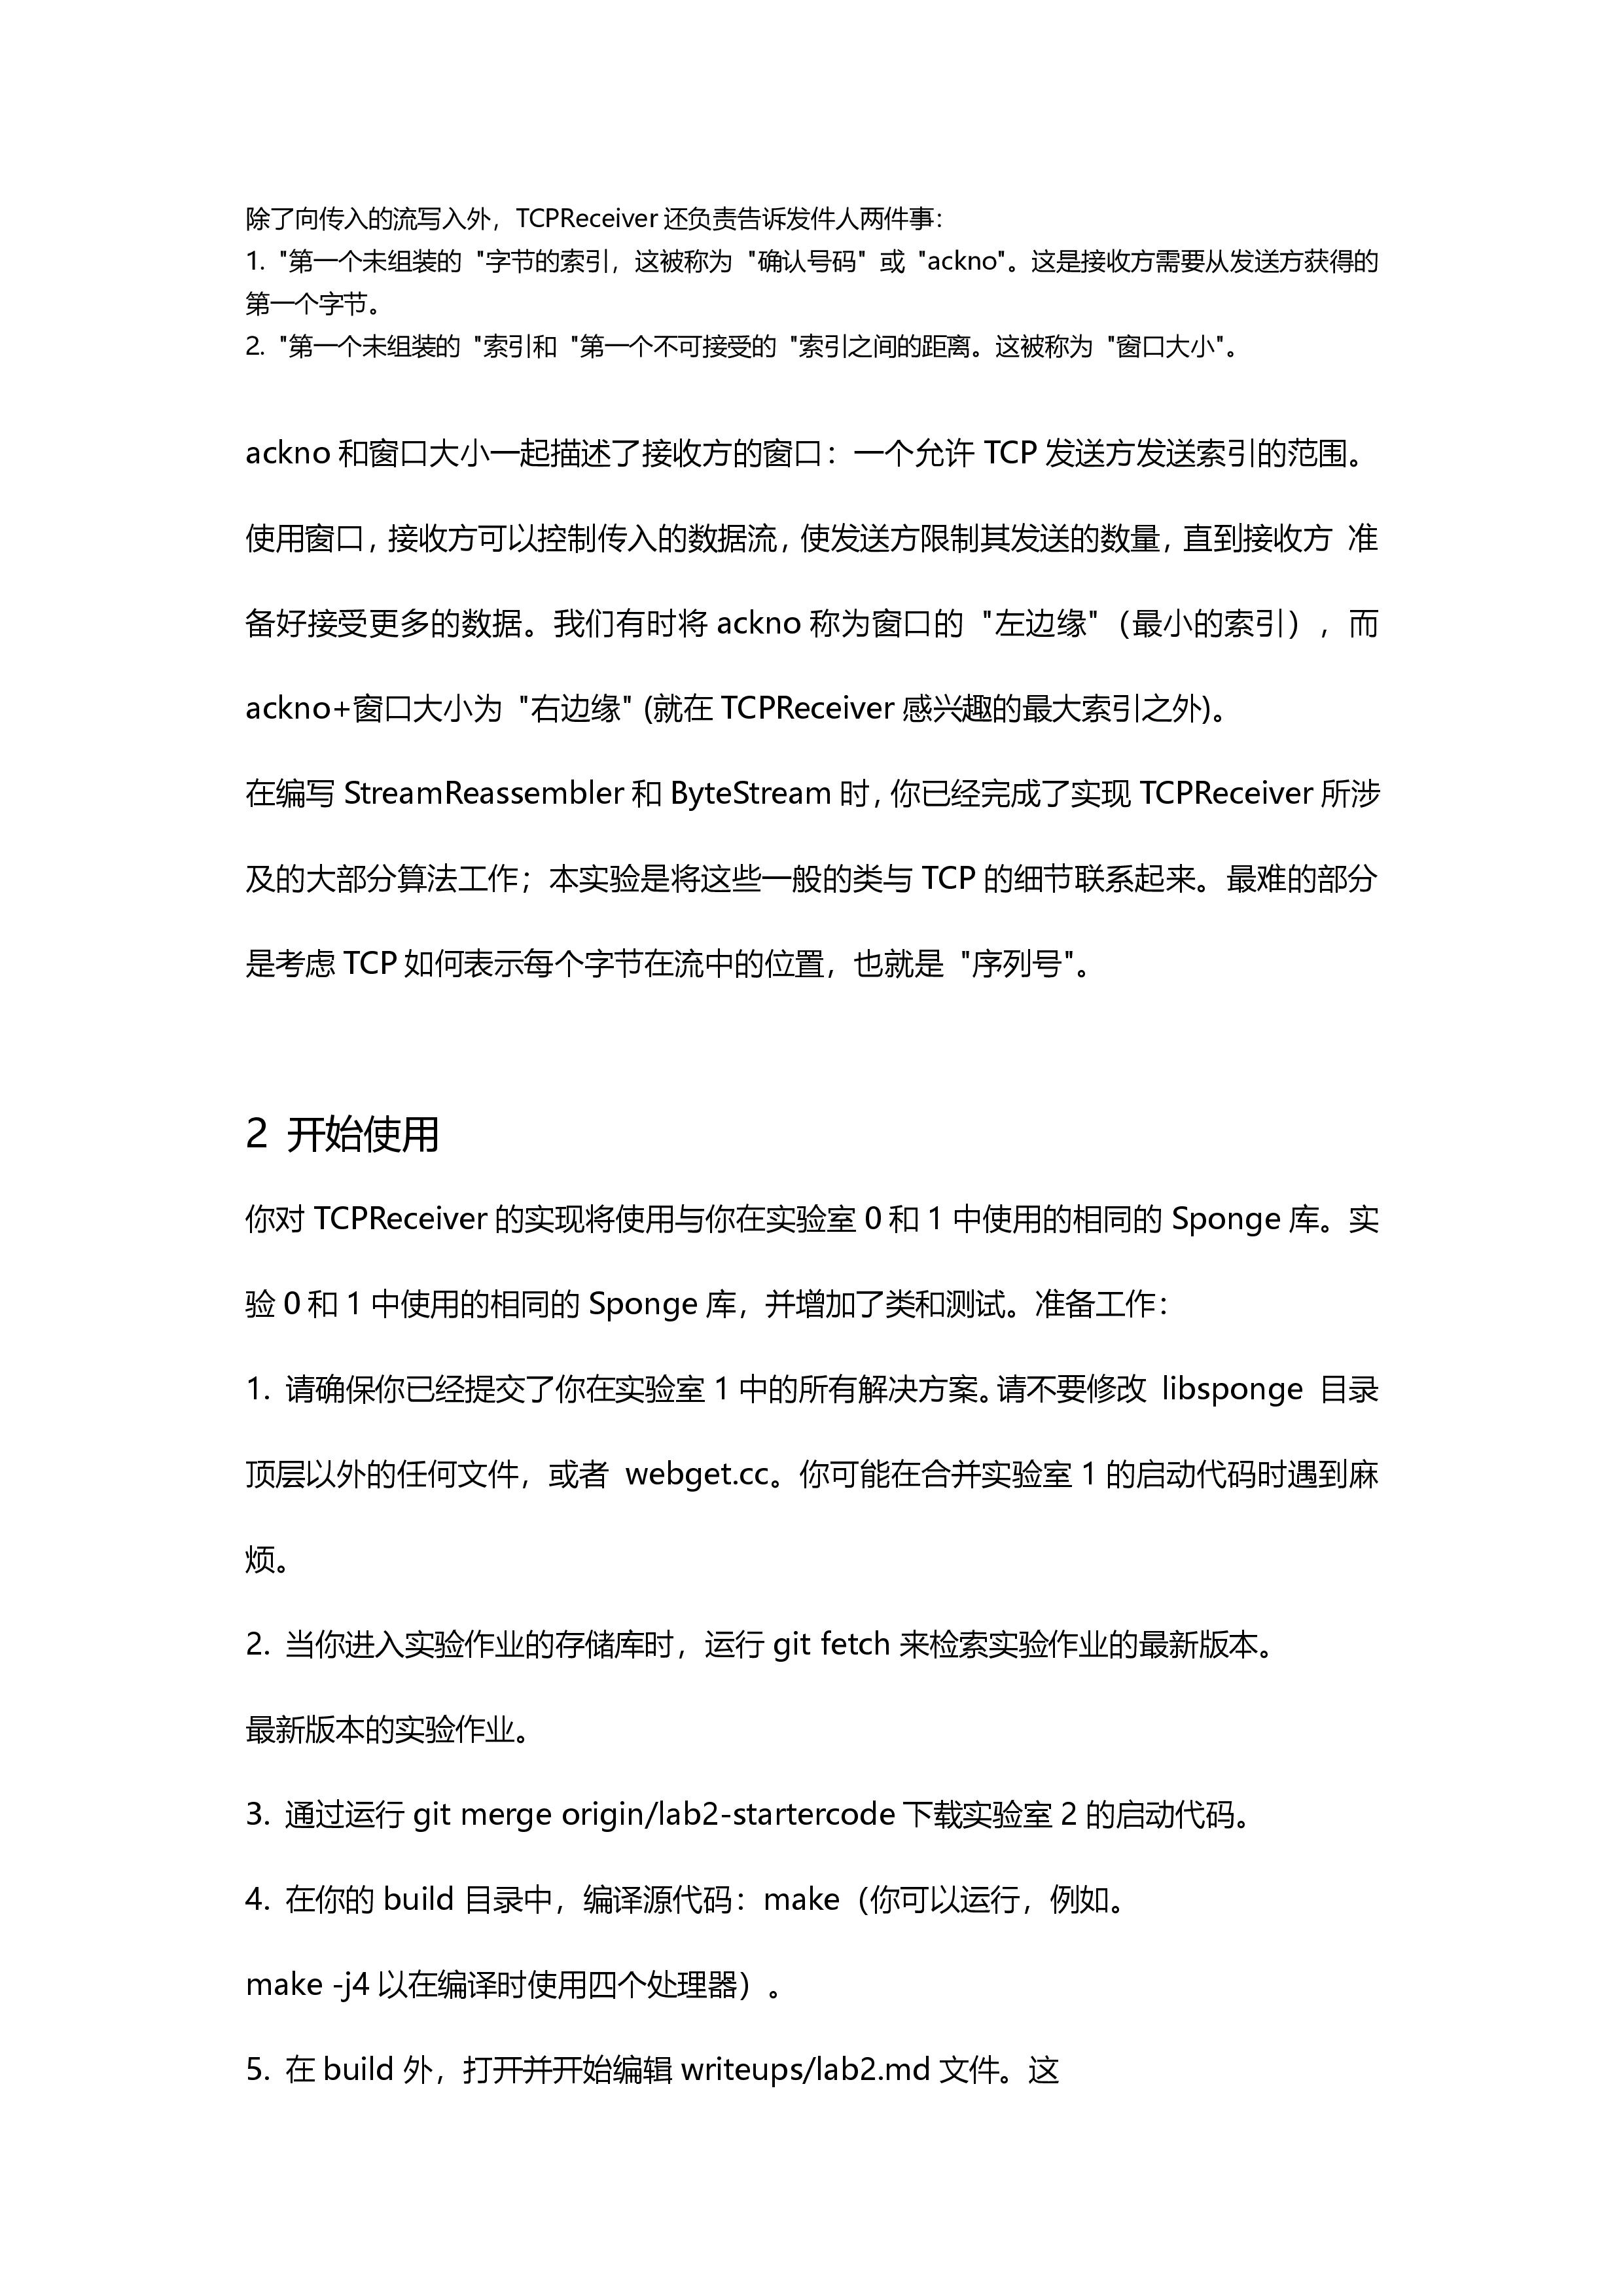 除了向传入的流写入外，TCPReceiver 还负责告诉发件人两件事：
1. "第一个未组装的 "字节的索引，这被称为 "确认号码" 或 "ackno"。这是接收方需要从发送方获得的
第一个字节。
2. "第一个未组装的 "索引和 "第一个不可接受的 "索引之间的距离。这被称为 "窗口大小"。
ackno 和窗口大小一起描述了接收方的窗口：一个允许 TCP 发送方发送索引的范围。
使用窗口，接收方可以控制传入的数据流，使发送方限制其发送的数量，直到接收方 准
备好接受更多的数据。我们有时将 ackno 称为窗口的 "左边缘"（最小的索引），而
ackno+窗口大小为 "右边缘" (就在 TCPReceiver 感兴趣的最大索引之外)。
在编写 StreamReassembler 和 ByteStream 时，你已经完成了实现 TCPReceiver 所涉
及的大部分算法工作；本实验是将这些一般的类与 TCP 的细节联系起来。最难的部分
是考虑 TCP 如何表示每个字节在流中的位置，也就是 "序列号"。
2 开始使用
你对 TCPReceiver 的实现将使用与你在实验室 0 和 1 中使用的相同的 Sponge 库。实
验 0 和 1 中使用的相同的 Sponge 库，并增加了类和测试。准备工作：
1. 请确保你已经提交了你在实验室 1 中的所有解决方案。请不要修改 libsponge 目录
顶层以外的任何文件，或者 webget.cc。你可能在合并实验室 1 的启动代码时遇到麻
烦。
2. 当你进入实验作业的存储库时，运行 git fetch 来检索实验作业的最新版本。
最新版本的实验作业。
3. 通过运行 git merge origin/lab2-startercode 下载实验室 2 的启动代码。
4. 在你的 build 目录中，编译源代码：make（你可以运行，例如。
make -j4 以在编译时使用四个处理器）。
5. 在 build 外，打开并开始编辑 writeups/lab2.md 文件。这